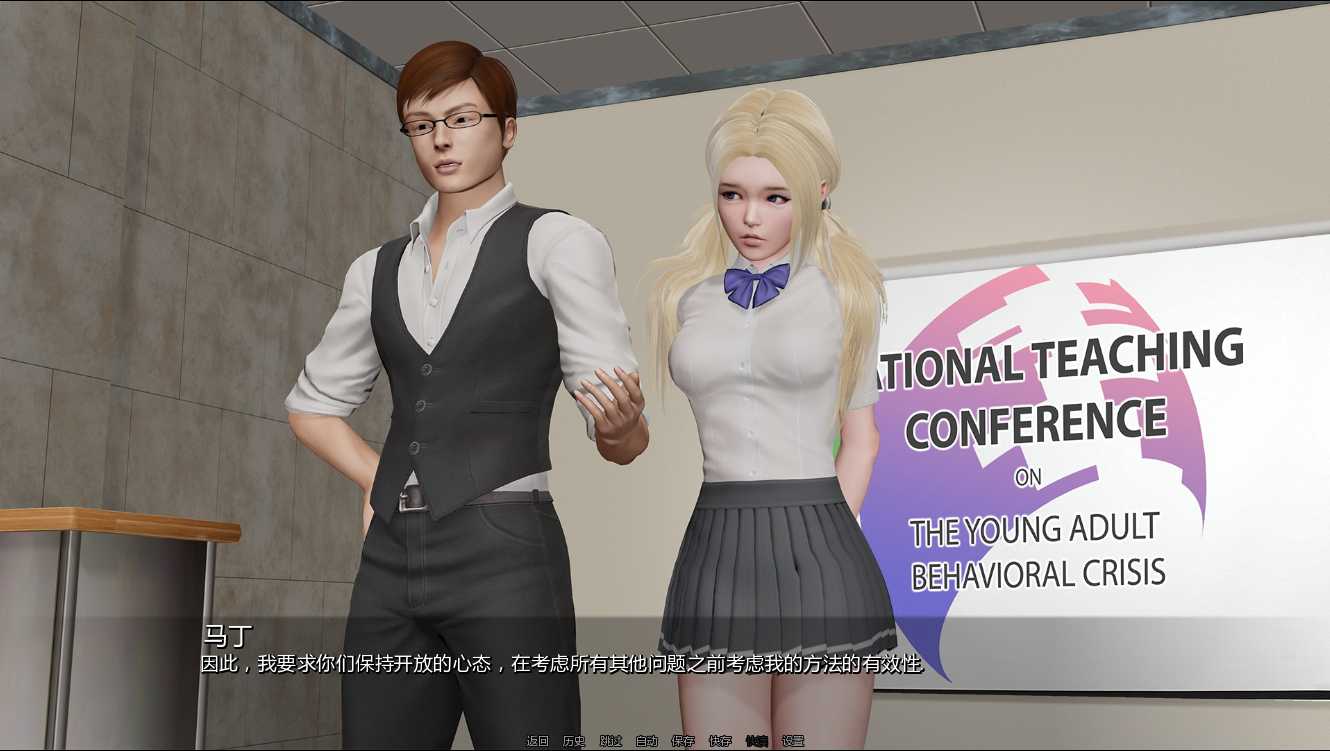 ATIONAL TEACHING
CONFERENCE
ON
THE YOUNG ADULT
BEHAVIORAL CRISIS
马丁
因此，我要求你们保持开放的心态，在考虑所有其他问题之前考虑我的方法的有效性
返回 历史 跳过 自动 保存 快存 快读 设置